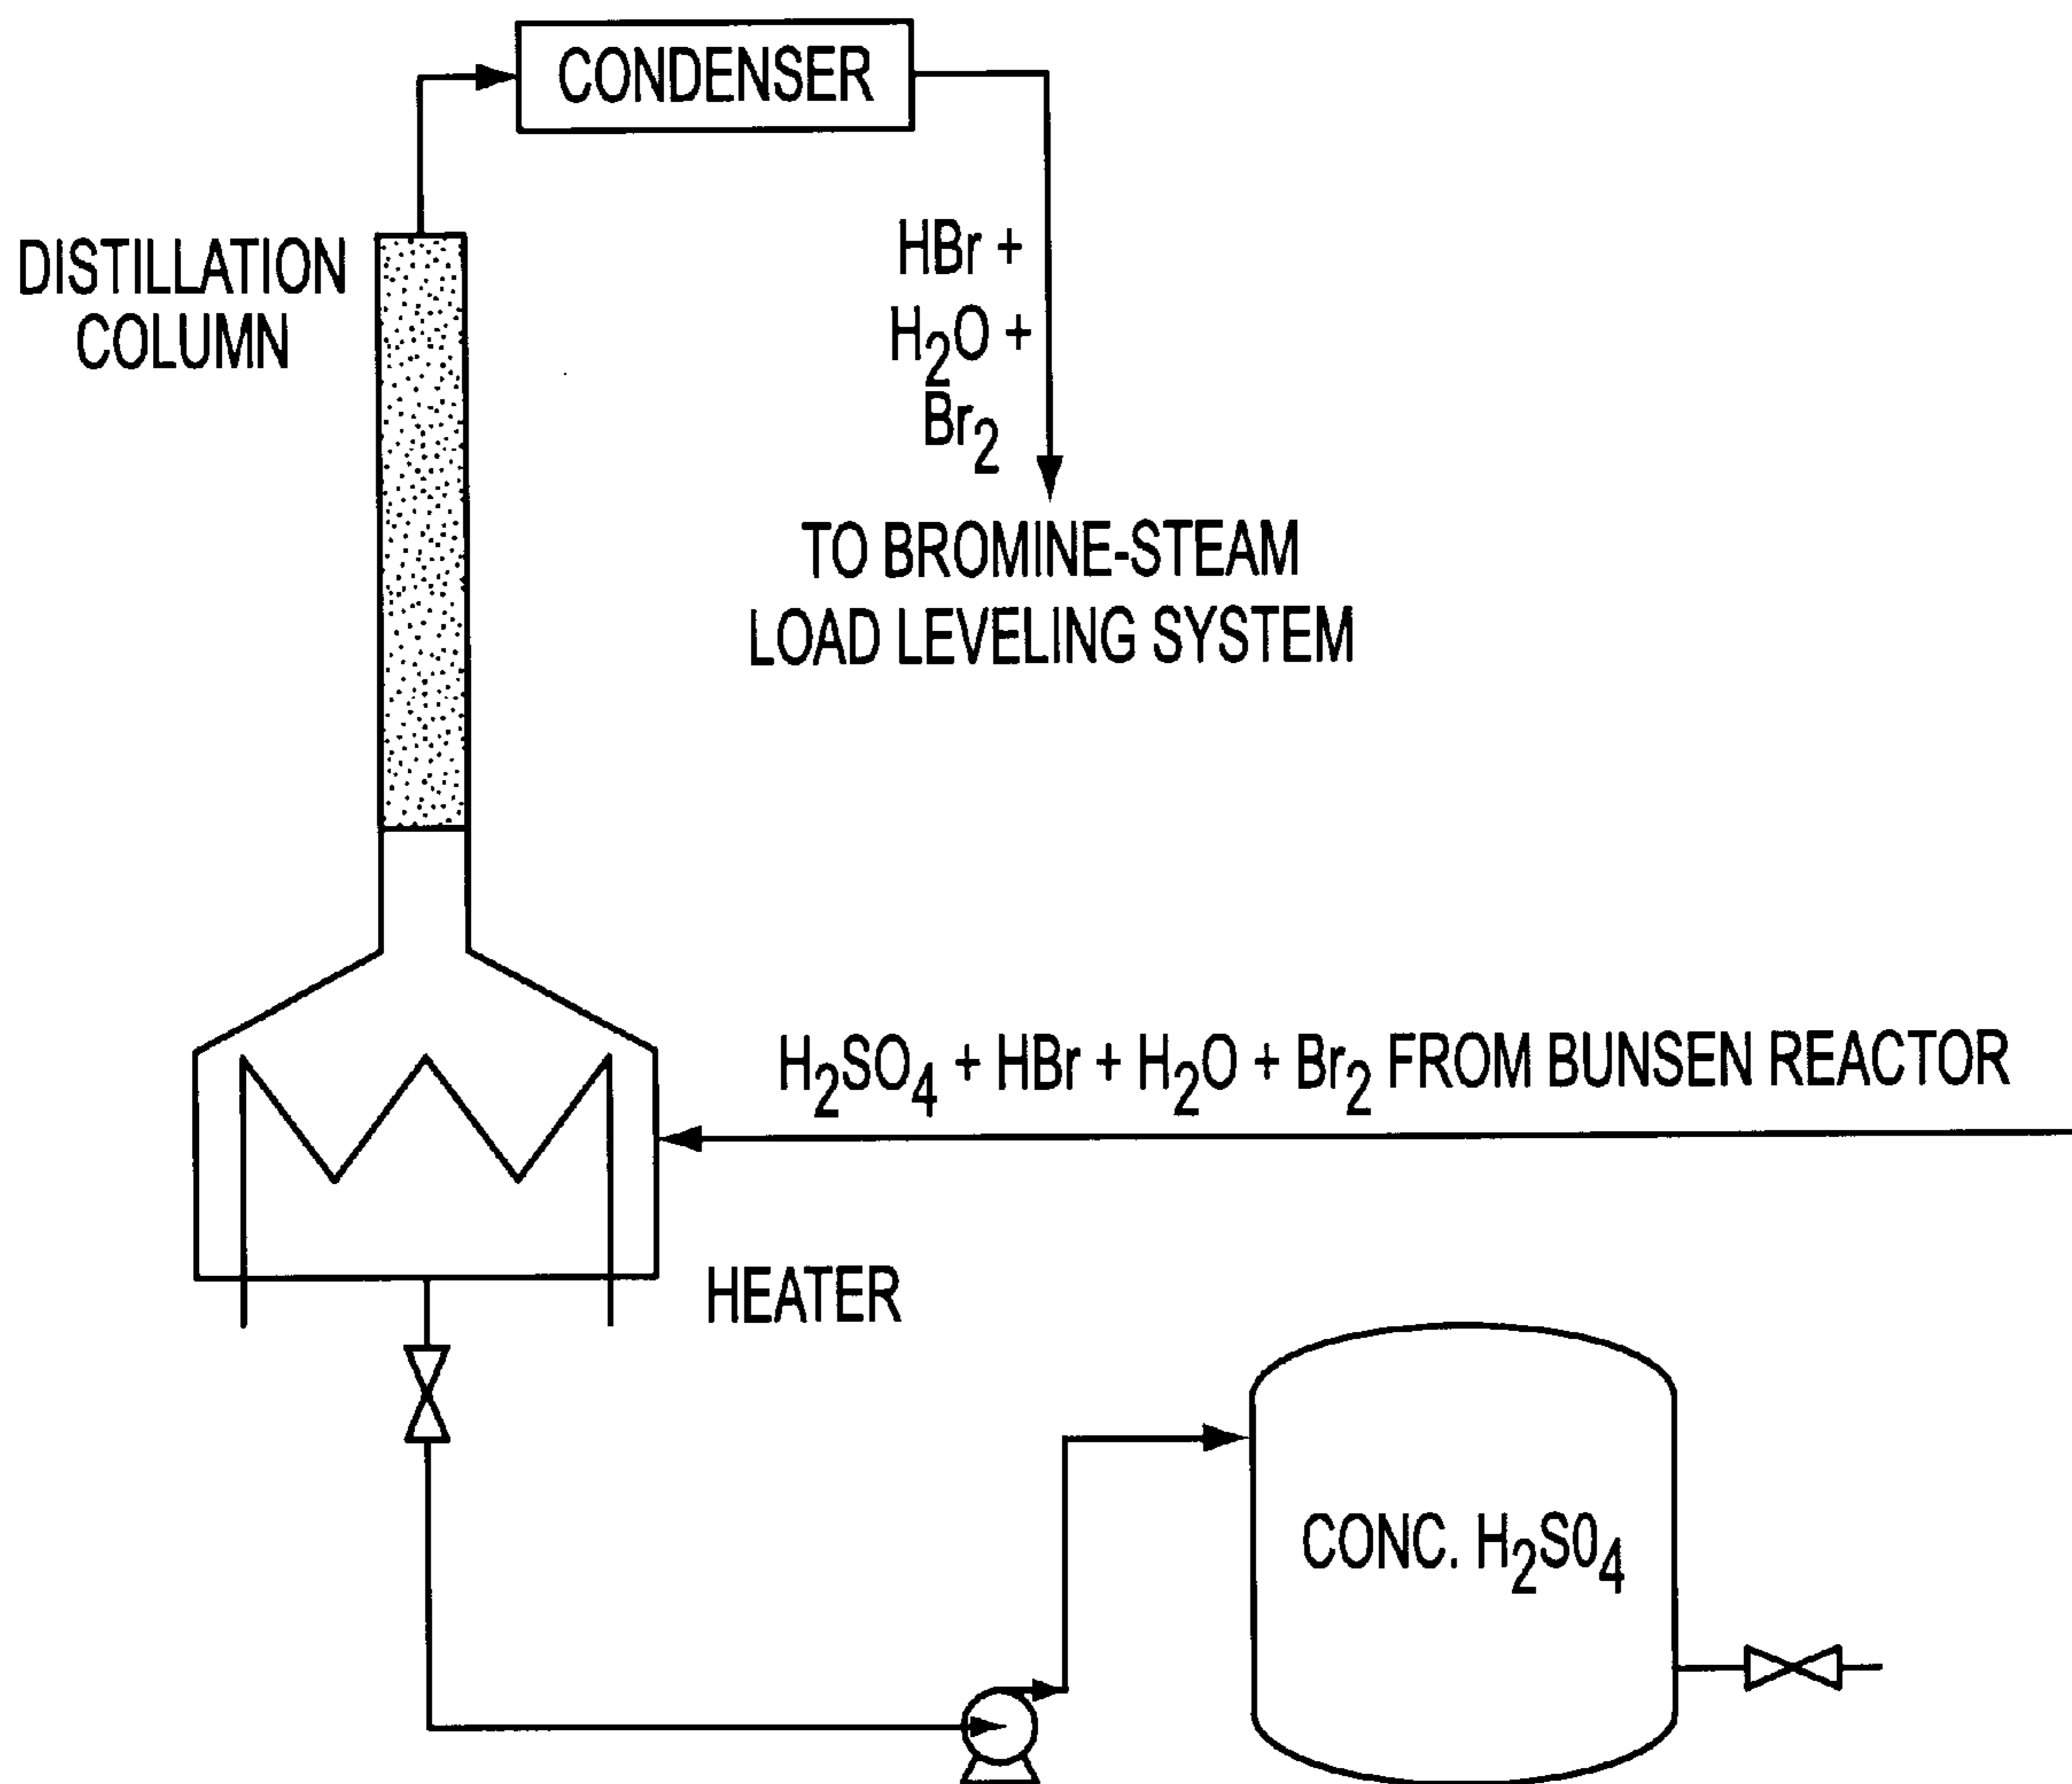 CONDENSER
DISTILLATION
COLUMN
HBr +
H₂O +
Br₂
TO BROMINE-STEAM
LOAD LEVELING SYSTEM
H₂SO₄ + HBr + H₂O + Br₂ FROM BUNSEN REACTOR
HEATER
CONC. H₂SO₄